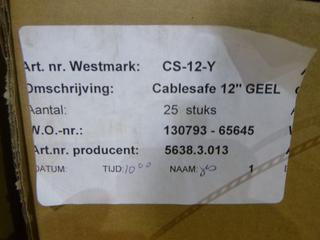 Art. nr. Westmark: CS-12-Y
Omschrijving: Cablesafe 12" GEEL
Aantal: 25 stuks
W.O.-nr.: 130793 - 65645
Art.nr. producent: 5638.3.013
DATUM: TIJD: 10⁰⁰ NAAM: 1